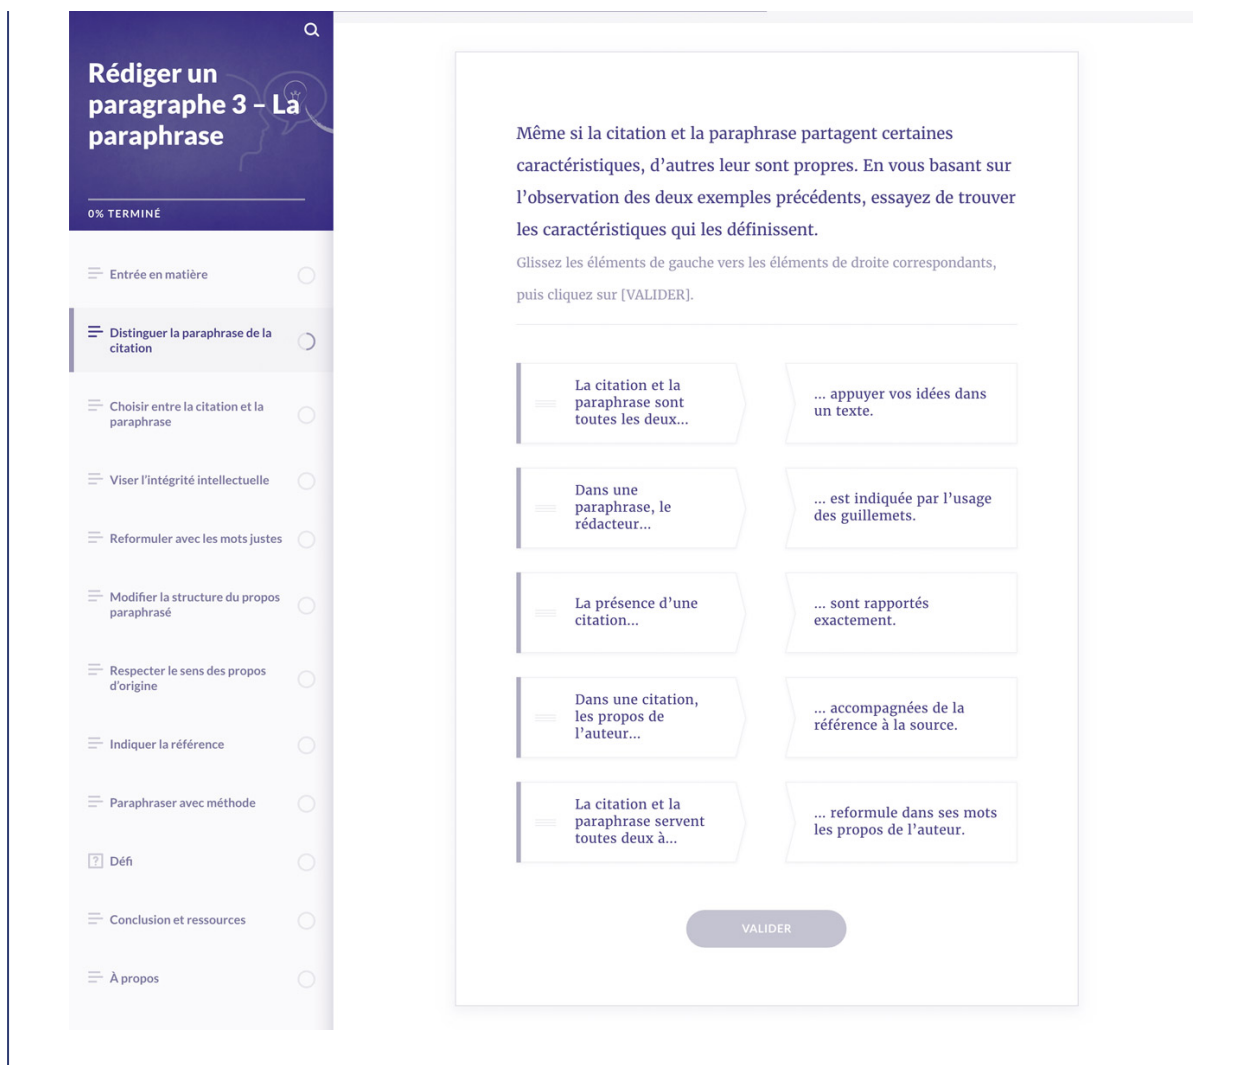 Rédiger un
paragraphe 3 – La
paraphrase
0% TERMINÉ
Entrée en matière
Distinguer la paraphrase de la
citation
Choisir entre la citation et la
paraphrase
Viser l’intégrité intellectuelle
Reformuler avec les mots justes
Modifier la structure du propos
paraphrasé
Respecter le sens des propos
d’origine
Indiquer la référence
Paraphraser avec méthode
Défi
Conclusion et ressources
À propos
Même si la citation et la paraphrase partagent certaines
caractéristiques, d’autres leur sont propres. En vous basant sur
l’observation des deux exemples précédents, essayez de trouver
les caractéristiques qui les définissent.
Glissez les éléments de gauche vers les éléments de droite correspondants,
puis cliquez sur [VALIDER].
La citation et la
paraphrase sont
toutes les deux...
... appuyer vos idées dans
un texte.
Dans une
paraphrase, le
rédacteur...
... est indiquée par l’usage
des guillemets.
La présence d’une
citation...
... sont rapportés
exactement.
Dans une citation,
les propos de
l’auteur...
... accompagnées de la
référence à la source.
La citation et la
paraphrase servent
toutes deux à...
... reformule dans ses mots
les propos de l’auteur.
VALIDER